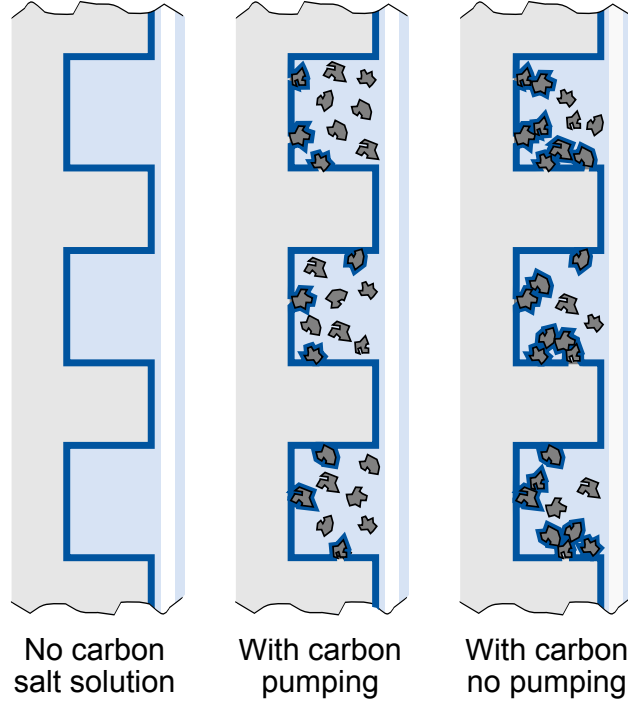 No carbon
salt solution
With carbon
pumping
With carbon
no pumping